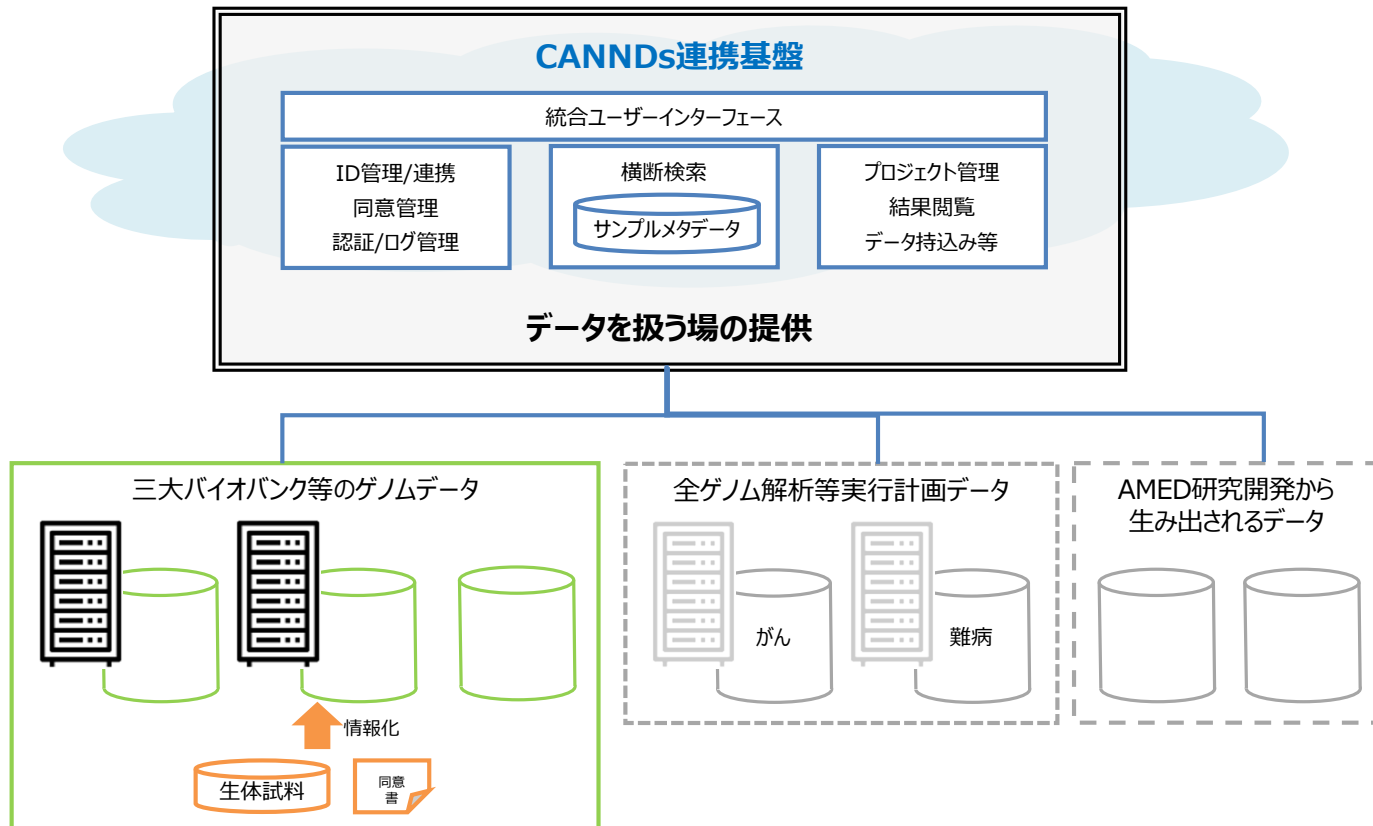 CANNDs連携基盤
統合ユーザーインターフェース
ID管理/連携
同意管理
認証/ログ管理
横断検索
サンプルメタデータ
プロジェクト管理
結果閲覧
データ持込み等
データを扱う場の提供
三大バイオバンク等のゲノムデータ
情報化
生体試料
同意
書
全ゲノム解析等実行計画データ
がん
難病
AMED研究開発から
生み出されるデータ